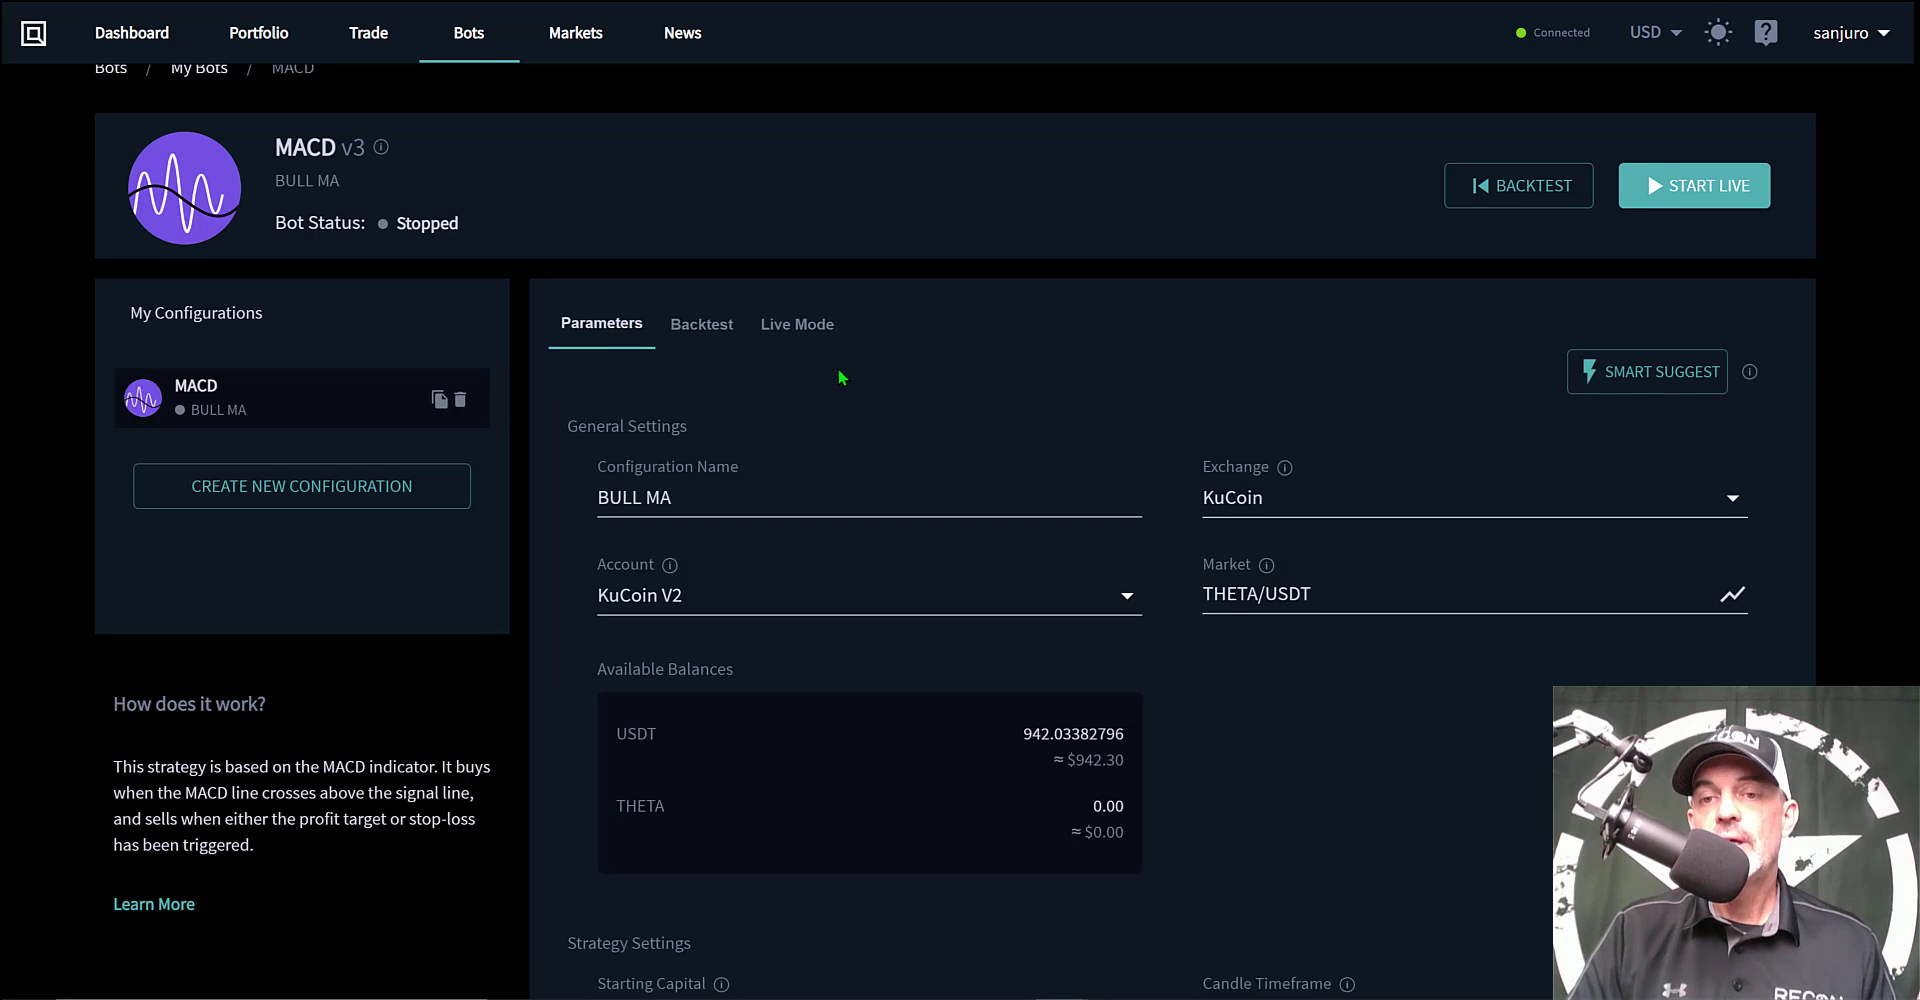 Dashboard
Portfolio
Trade
Bots
Markets
News
Connected
USD
sanjuro
Bots / My Bots / MACD
MACD v3
BULL MA
Bot Status: Stopped
BACKTEST
START LIVE
My Configurations
MACD
BULL MA
CREATE NEW CONFIGURATION
How does it work?
This strategy is based on the MACD indicator. It buys
when the MACD line crosses above the signal line,
and sells when either the profit target or stop-loss
has been triggered.
Learn More
Parameters
Backtest
Live Mode
SMART SUGGEST
General Settings
Configuration Name
BULL MA
Exchange
KuCoin
Account
KuCoin V2
Market
THETA/USDT
Available Balances
USDT
942.03382796
≈ $942.30
THETA
0.00
≈ $0.00
Strategy Settings
Starting Capital
Candle Timeframe
RECON